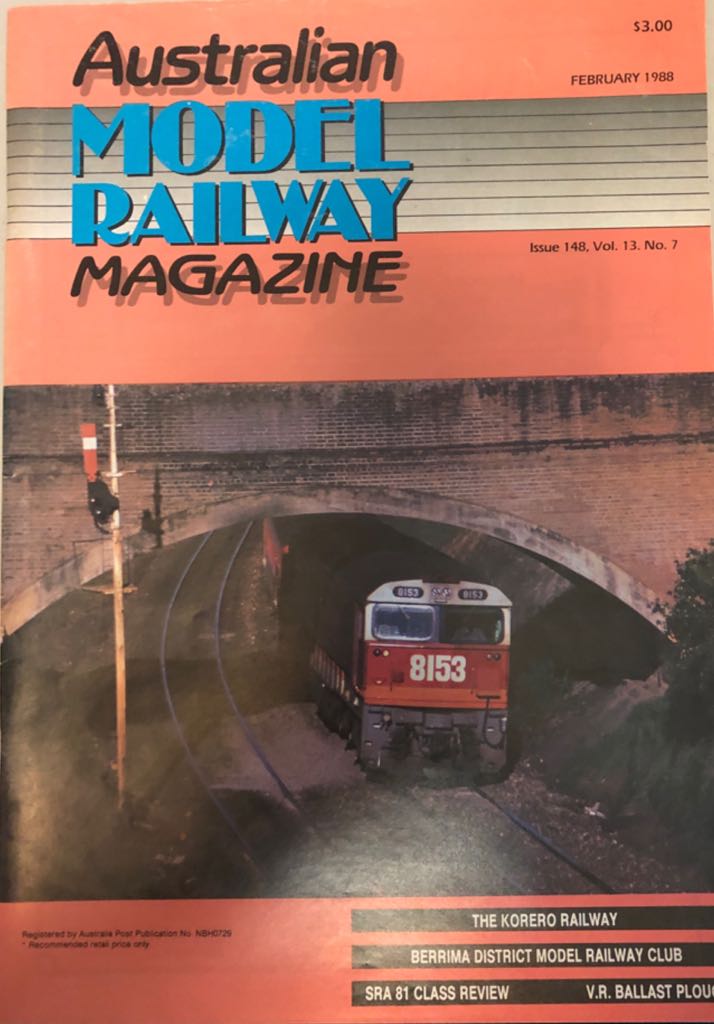 $3.00
Australian
FEBRUARY 1988
MODEL
RAILWAY
Issue 148, Vol. 13. No. 7
MAGAZINE
8153 8153
8153
THE KORERO RAILWAY
Registered by Australia Post Publication No. NBH0729
* Recommended retail price only.
BERRIMA DISTRICT MODEL RAILWAY CLUB
SRA 81 CLASS REVIEW V.R. BALLAST PLOU